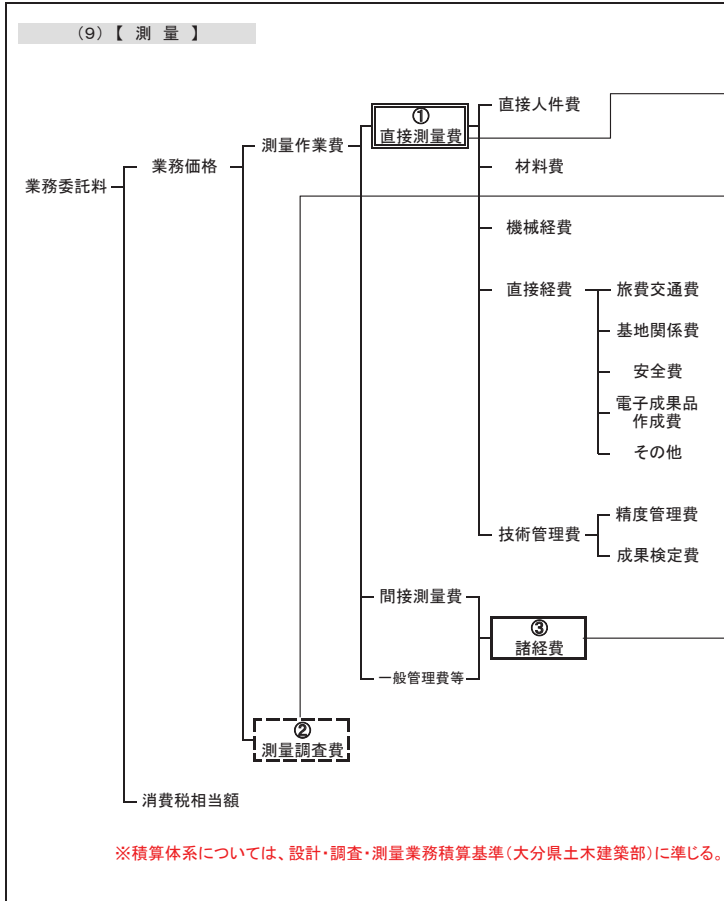 (9)【 測 量 】
①
直接測量費
直接人件費
測量作業費
業務価格
材料費
業務委託料
機械経費
直接経費
旅費交通費
基地関係費
安全費
電子成果品
作成費
その他
技術管理費
精度管理費
成果検定費
間接測量費
③
諸経費
一般管理費等
②
測量調査費
消費税相当額
※積算体系については、設計・調査・測量業務積算基準(大分県土木建築部)に準じる。